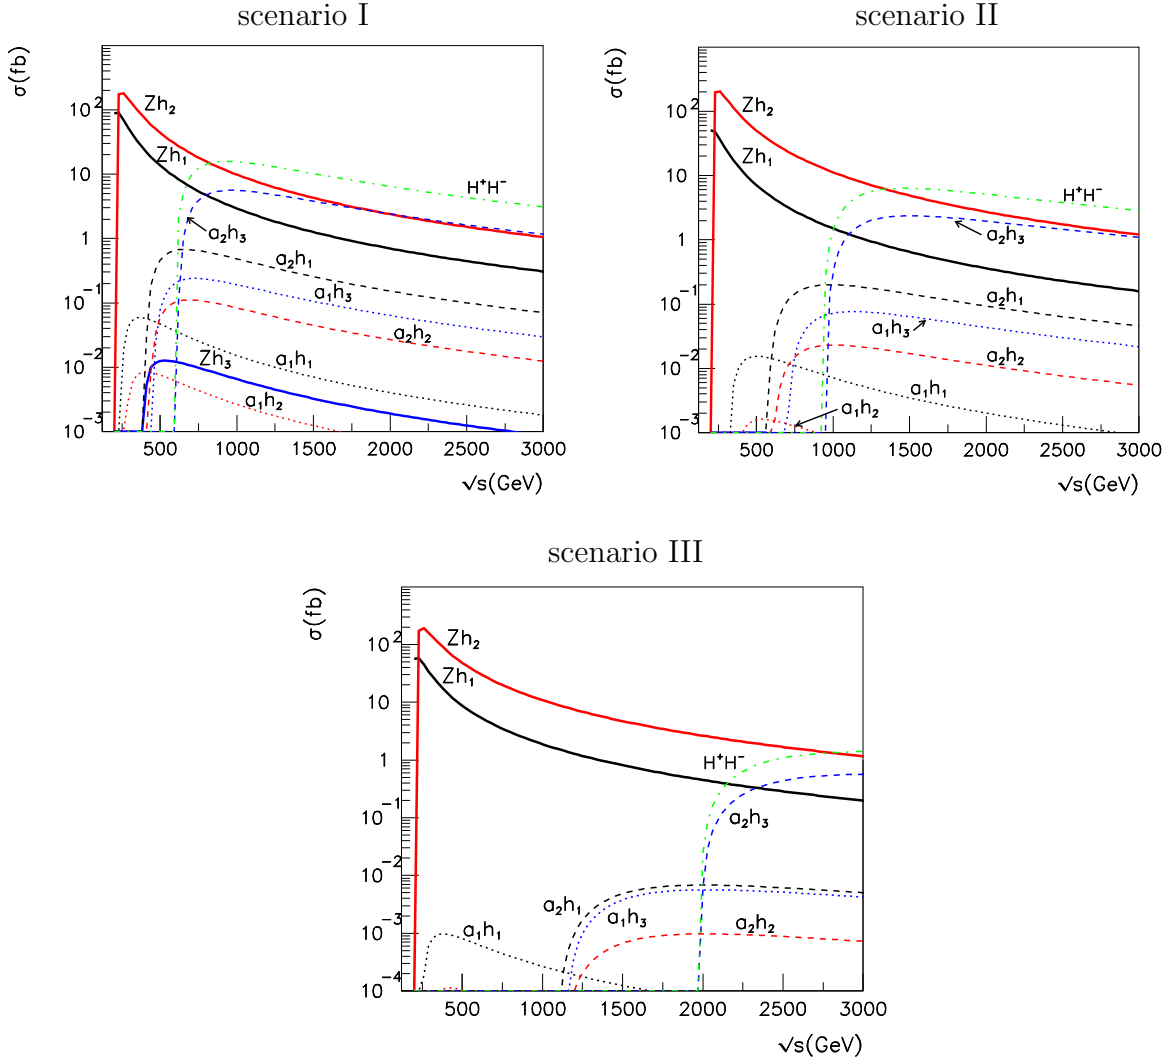 scenario I
σ(fb)
10²
10
1
10⁻¹
10⁻²
10⁻³
Zh₂
Zh₁
H⁺H⁻
a₂h₃
a₂h₁
a₁h₃
a₂h₂
Zh₃
a₁h₁
a₁h₂
500 1000 1500 2000 2500 3000
√s(GeV)
scenario II
σ(fb)
10²
10
1
10⁻¹
10⁻²
10⁻³
Zh₂
Zh₁
H⁺H⁻
a₂h₃
a₂h₁
a₁h₃
a₂h₂
a₁h₁
a₁h₂
500 1000 1500 2000 2500 3000
√s(GeV)
scenario III
σ(fb)
10²
10
1
10⁻¹
10⁻²
10⁻³
10⁻⁴
Zh₂
Zh₁
H⁺H⁻
a₂h₃
a₂h₁
a₁h₃
a₁h₁
a₂h₂
500 1000 1500 2000 2500 3000
√s(GeV)